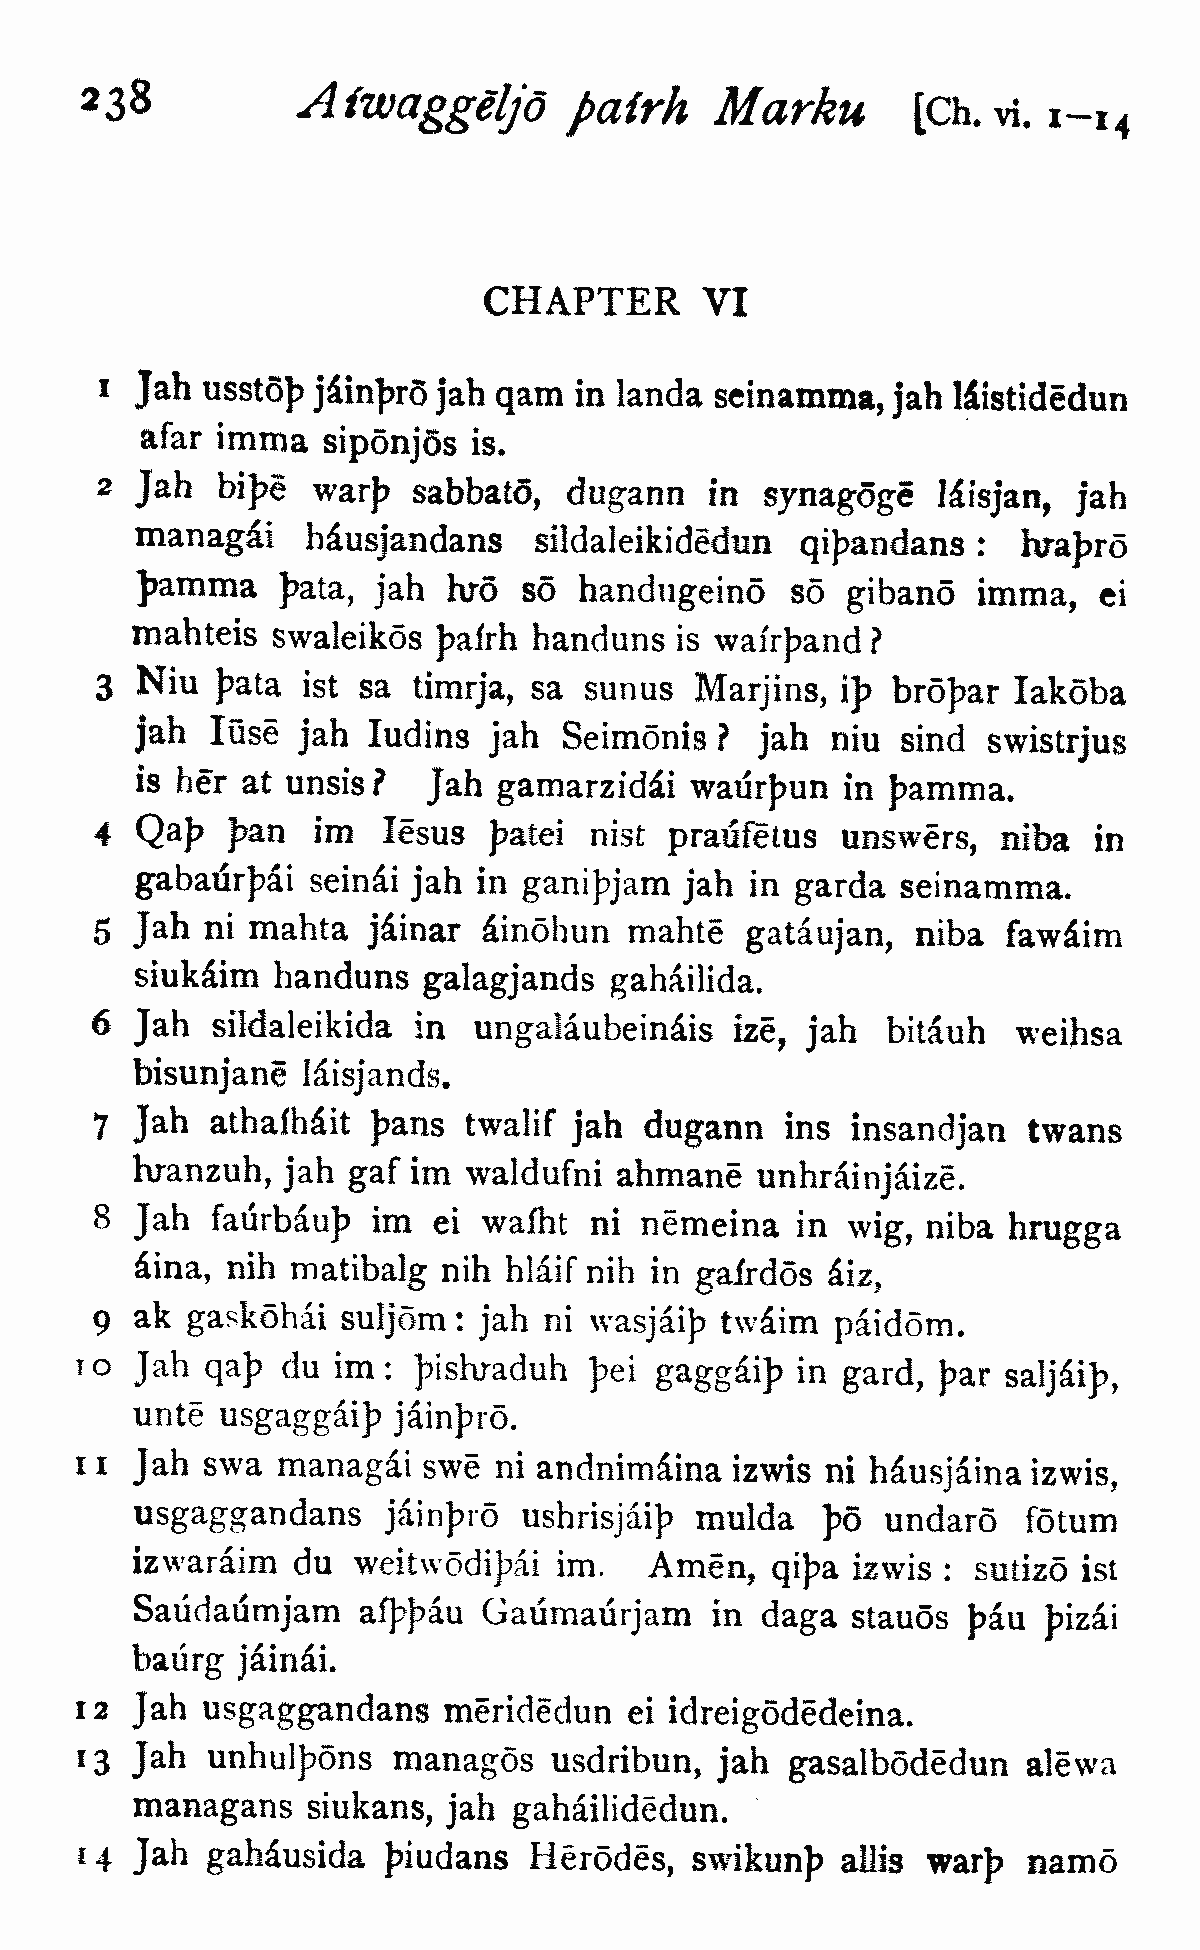 238 Aíwaggēljō þaírh Marku [Ch. vi. 1—14
CHAPTER VI
1 Jah usstōþ jáinþrō jah qam in landa seinamma, jah láistidēdun
afar imma sipōnjōs is.
2 Jah biþē warþ sabbatō, dugann in synagōgē láisjan, jah
managái háusjandans sildaleikidēdun qiþandans : ƕaþrō
þamma þata, jah ƕō sō handugeinō sō gibanō imma, ei
mahteis swaleikōs þaírh handuns is waírþand ?
3 Niu þata ist sa timrja, sa sunus Marjins, iþ brōþar Iakōba
jah Iūsē jah Iudins jah Seimōnis ? jah niu sind swistrjus
is hēr at unsis ? Jah gamarzidái waúrþun in þamma.
4 Qaþ þan im Iēsus þatei nist praúfētus unswērs, niba in
gabaúrþái seinái jah in ganiþjam jah in garda seinamma.
5 Jah ni mahta jáinar áinōhun mahtē gatáujan, niba fawáim
siukáim handuns galagjands gaháilida.
6 Jah sildaleikida in ungaláubeináis izē, jah bitáuh weihsa
bisunjanē láisjands.
7 Jah athaíháit þans twalif jah dugann ins insandjan twans
ƕanzuh, jah gaf im waldufni ahmanē unhráinjáizē.
8 Jah faúrbáuþ im ei waíht ni nēmeina in wig, niba hrugga
áina, nih matibalg nih hláif nih in gaírdōs áiz,
9 ak gaskōhái suljōm : jah ni wasjáiþ twáim páidōm.
10 Jah qaþ du im : þisƕaduh þei gaggáiþ in gard, þar saljáiþ,
untē usgaggáiþ jáinþrō.
11 Jah swa managái swē ni andnimáina izwis ni háusjáina izwis,
usgaggandans jáinþrō ushrisjáiþ mulda þō undarō fōtum
izwaráim du weitwōdiþái im. Amēn, qiþa izwis : sutizō ist
Saúdaúmjam aíþþáu Gaúmaúrjam in daga stauōs þáu þizái
baúrg jáinái.
12 Jah usgaggandans mēridēdun ei idreigōdēdeina.
13 Jah unhulþōns managōs usdribun, jah gasalbōdēdun alēwa
managans siukans, jah gaháilidēdun.
14 Jah gaháusida þiudans Hērōdēs, swikunþ allis warþ namō